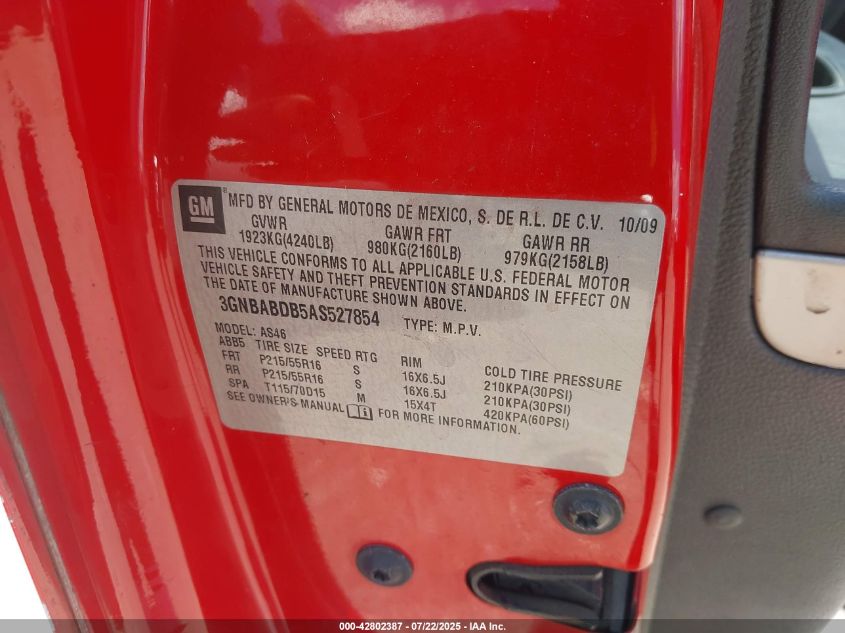 GM ® MFD BY GENERAL MOTORS DE MEXICO, S. DE R.L. DE C.V. 10/09
GVWR GAWR FRT GAWR RR
1923KG(4240LB) 980KG(2160LB) 979KG(2158LB)
THIS VEHICLE CONFORMS TO ALL APPLICABLE U.S. FEDERAL MOTOR
VEHICLE SAFETY AND THEFT PREVENTION STANDARDS IN EFFECT ON
THE DATE OF MANUFACTURE SHOWN ABOVE.
3GNBABDB5AS527854 TYPE: M.P.V.
MODEL: AS46
ABB5 TIRE SIZE SPEED RTG RIM COLD TIRE PRESSURE
FRT P215/55R16 S 16X6.5J 210KPA(30PSI)
RR P215/55R16 S 16X6.5J 210KPA(30PSI)
SPA T115/70D15 M 15X4T 420KPA(60PSI)
SEE OWNER'S MANUAL FOR MORE INFORMATION.
000-42802387 - 07/22/2025 - IAA Inc.